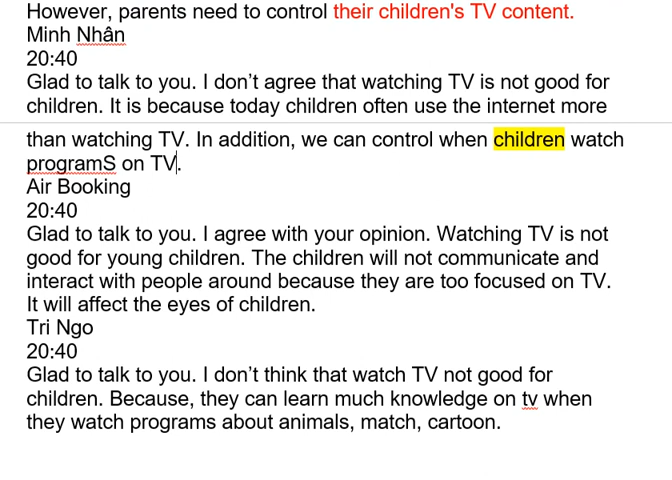 However, parents need to control their children's TV content.
Minh Nhân
20:40
Glad to talk to you. I don't agree that watching TV is not good for
children. It is because today children often use the internet more
than watching TV. In addition, we can control when children watch
programS on TV.
Air Booking
20:40
Glad to talk to you. I agree with your opinion. Watching TV is not
good for young children. The children will not communicate and
interact with people around because they are too focused on TV.
It will affect the eyes of children.
Tri Ngo
20:40
Glad to talk to you. I don’t think that watch TV not good for
children. Because, they can learn much knowledge on tv when
they watch programs about animals, match, cartoon.